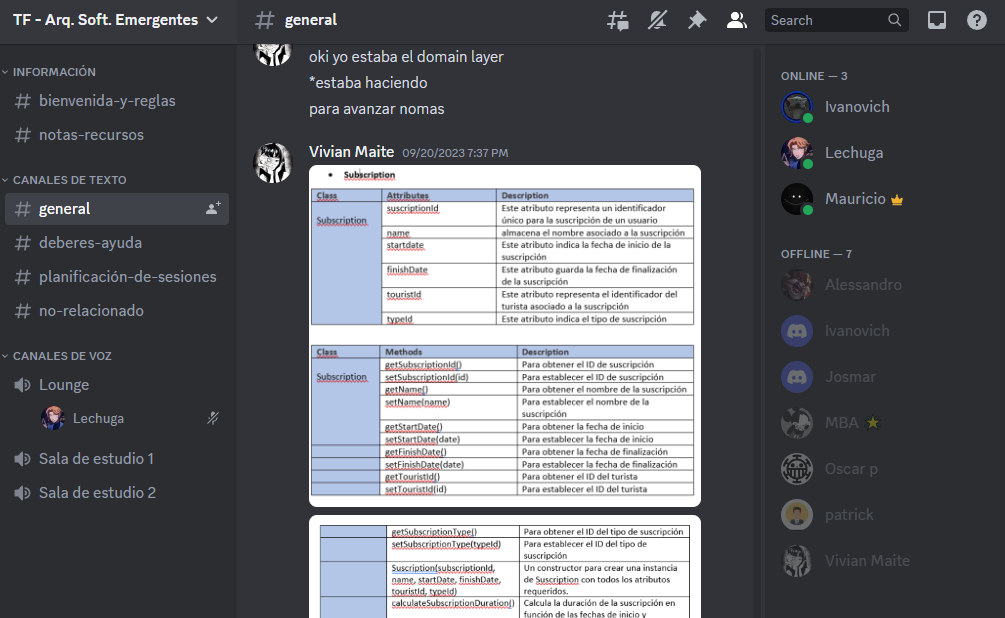 TF - Arq. Soft. Emergentes
general
Search
INFORMACIÓN
bienvenida-y-reglas
notas-recursos
CANALES DE TEXTO
general
deberes-ayuda
planificación-de-sesiones
no-relacionado
CANALES DE VOZ
Lounge
Lechuga
Sala de estudio 1
Sala de estudio 2
oki yo estaba el domain layer
*estaba haciendo
para avanzar nomas
Vivian Maite 09/20/2023 7:37 PM
• Subscription
Class Attributes Description
Subscription
suscriptionId Este atributo representa un identificador
único para la suscripción de un usuario
name almacena el nombre asociado a la suscripción
startdate Este atributo indica la fecha de inicio de la
suscripción
finishDate Este atributo guarda la fecha de finalización
de la suscripción
touristId Este atributo representa el identificador del
turista asociado a la suscripción
typeId Este atributo indica el tipo de suscripción
Class Methods Description
Subscription
getSubscriptionId() Para obtener el ID de suscripción
setSubscriptionId(id) Para establecer el ID de suscripción
getName() Para obtener el nombre de la suscripción
setName(name) Para establecer el nombre de la
suscripción
getStartDate() Para obtener la fecha de inicio
setStartDate(date) Para establecer la fecha de inicio
getFinishDate() Para obtener la fecha de finalización
setFinishDate(date) Para establecer la fecha de finalización
getTouristId() Para obtener el ID del turista
setTouristId(id) Para establecer el ID del turista
getSubscriptionType() Para obtener el ID del tipo de suscripción
setSubscriptionType(typeId) Para establecer el ID del tipo de
suscripción
Suscription(subscriptionId, Un constructor para crear una instancia
name, startDate, finishDate, de Suscription con todos los atributos
touristId, typeId) requeridos.
calculateSubscriptionDuration() Calcula la duración de la suscripción en
función de las fechas de inicio y
ONLINE — 3
Ivanovich
Lechuga
Mauricio
OFFLINE — 7
Alessandro
Ivanovich
Josmar
MBA
Oscar p
patrick
Vivian Maite